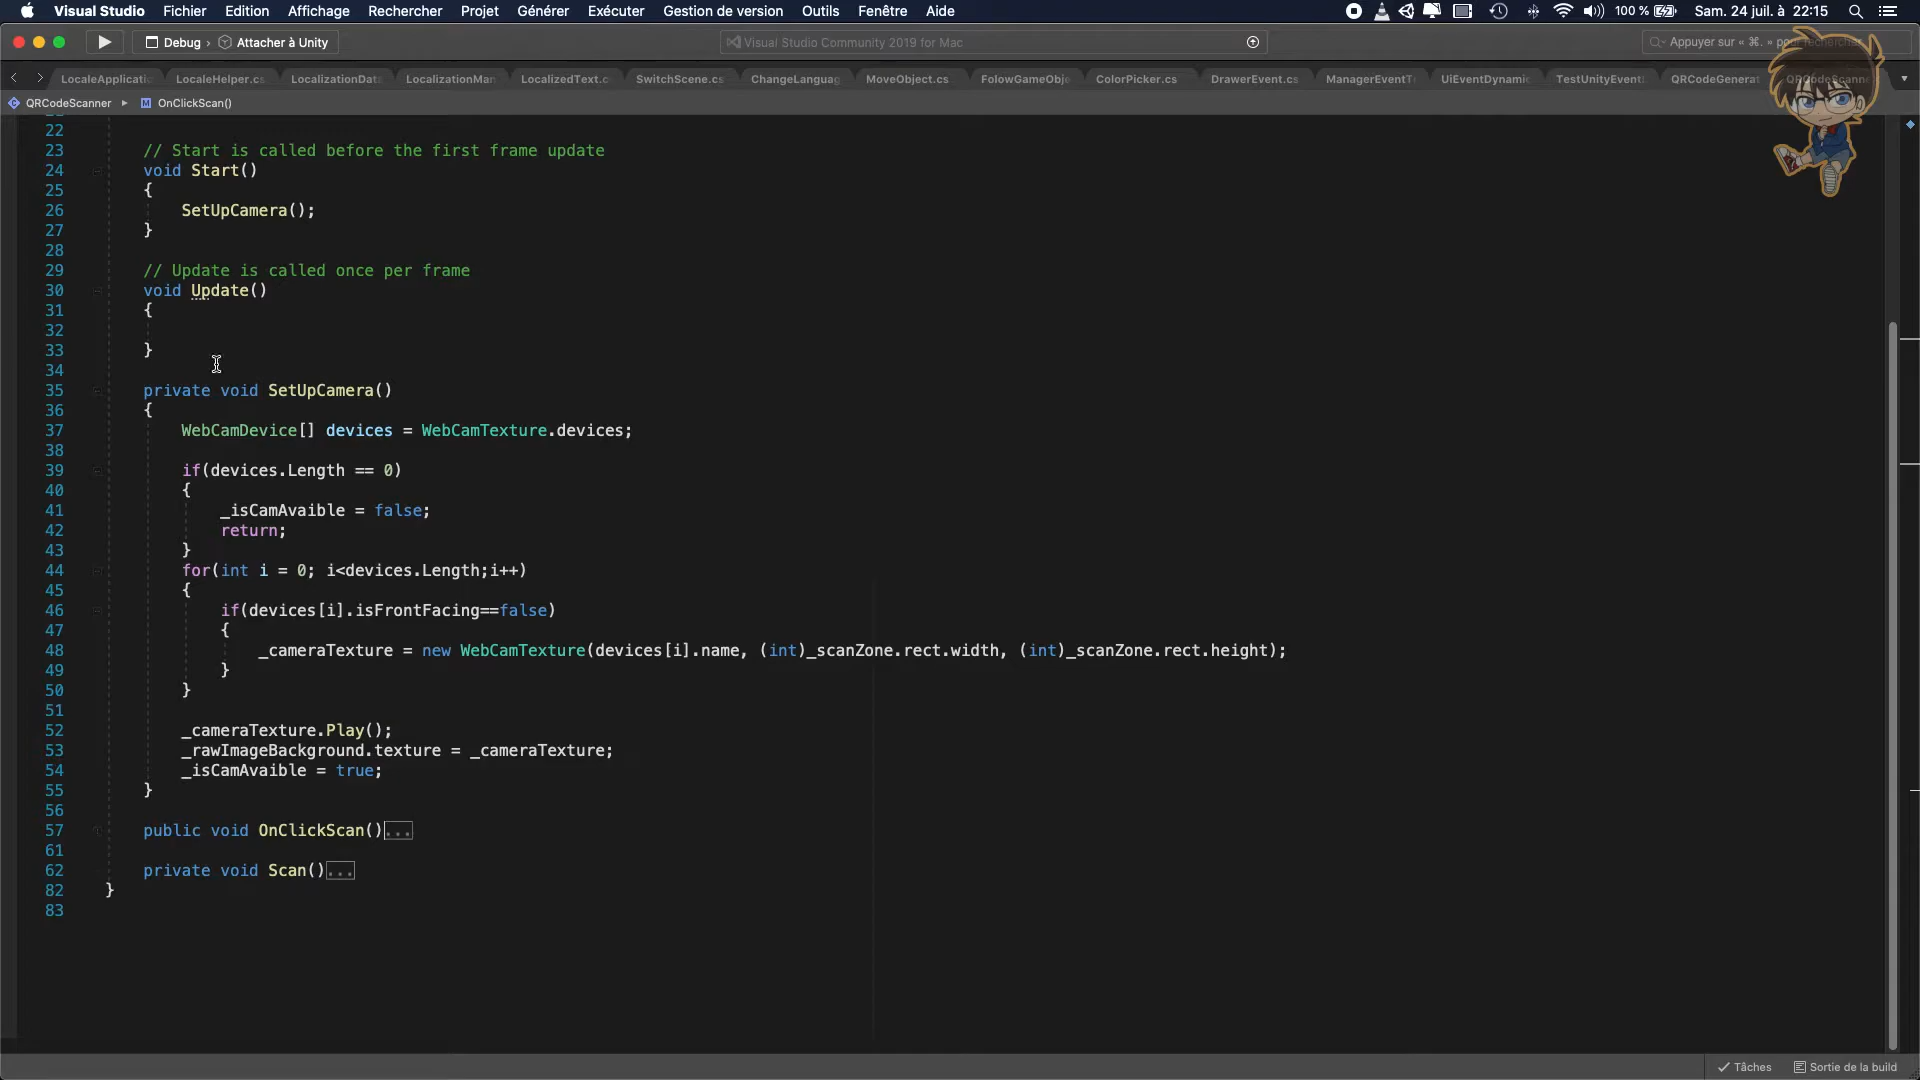 Visual Studio Fichier Edition Affichage Rechercher Projet Générer Exécuter Gestion de version Outils Fenêtre Aide 100 % Sam. 24 juil. à 22:15
Debug › Attacher à Unity Visual Studio Community 2019 for Mac Appuyer sur « ⌘. » pour rechercher
LocaleApplicatio LocaleHelper.cs LocalizationData LocalizationMan LocalizedText.c SwitchScene.cs ChangeLanguag MoveObject.cs FolowGameObje ColorPicker.cs DrawerEvent.cs ManagerEventT UiEventDynamic TestUnityEvent QRCodeGenerat QRCodeScann
QRCodeScanner ▸ M OnClickScan()
22
23 // Start is called before the first frame update
24 void Start()
25 {
26 SetUpCamera();
27 }
28
29 // Update is called once per frame
30 void Update()
31 {
32
33 }
34
35 private void SetUpCamera()
36 {
37 WebCamDevice[] devices = WebCamTexture.devices;
38
39 if(devices.Length == 0)
40 {
41 _isCamAvaible = false;
42 return;
43 }
44 for(int i = 0; i<devices.Length;i++)
45 {
46 if(devices[i].isFrontFacing==false)
47 {
48 _cameraTexture = new WebCamTexture(devices[i].name, (int)_scanZone.rect.width, (int)_scanZone.rect.height);
49 }
50 }
51
52 _cameraTexture.Play();
53 _rawImageBackground.texture = _cameraTexture;
54 _isCamAvaible = true;
55 }
56
57 public void OnClickScan()...
61
62 private void Scan()...
82 }
83
Tâches Sortie de la build